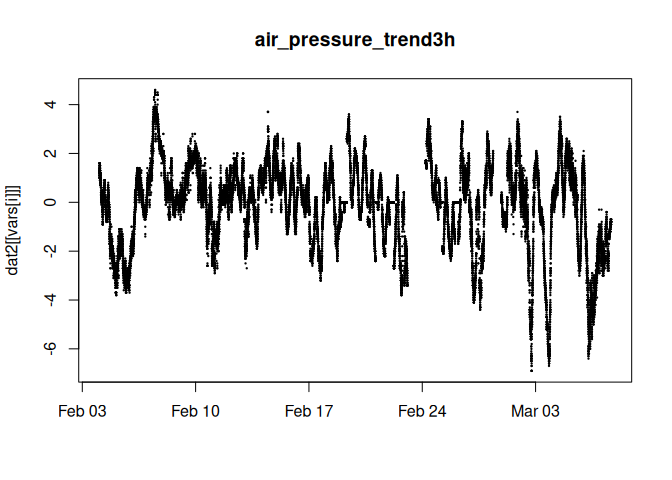 air_pressure_trend3h
dat2[[vars[i]]]
4
2
0
-2
-4
-6
Feb 03
Feb 10
Feb 17
Feb 24
Mar 03